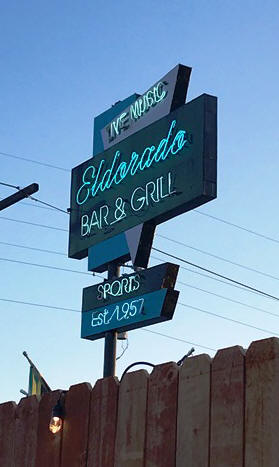 LIVE MUSIC
Eldorado
BAR & GRILL
SPORTS
EST. 1957